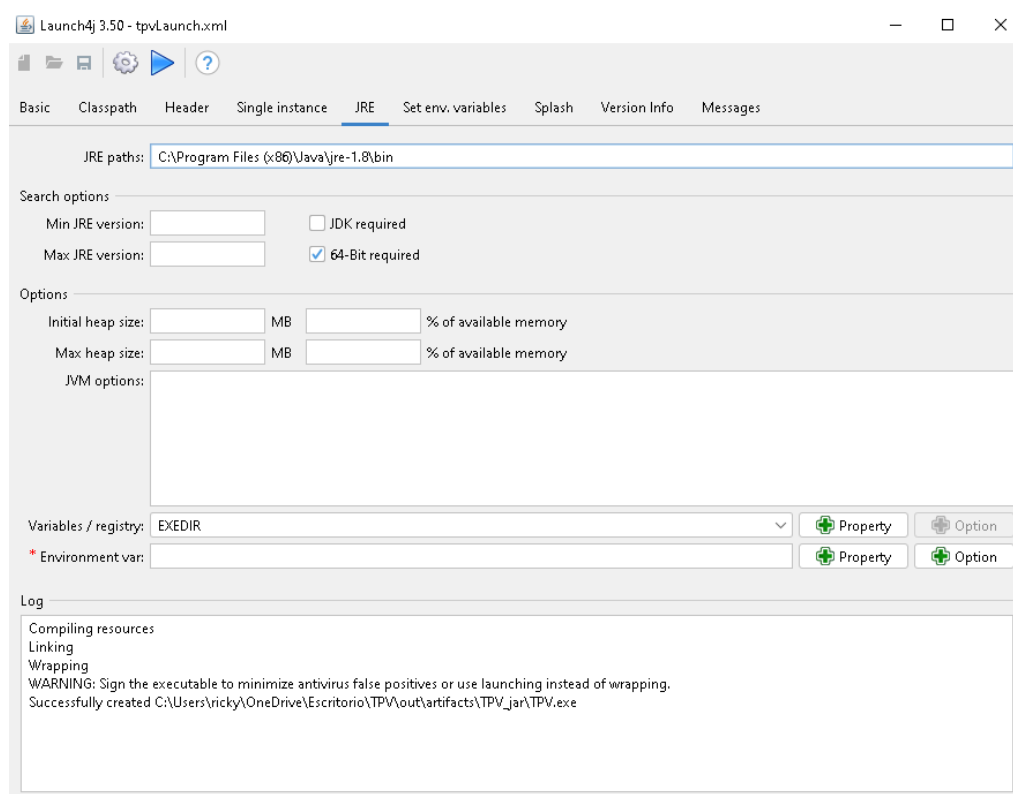 Launch4j 3.50 - tpvLaunch.xml
Basic Classpath Header Single instance JRE Set env. variables Splash Version Info Messages
JRE paths: C:\Program Files (x86)\Java\jre-1.8\bin
Search options
Min JRE version: JDK required
Max JRE version: 64-Bit required
Options
Initial heap size: MB % of available memory
Max heap size: MB % of available memory
JVM options:
Variables / registry: EXEDIR Property Option
* Environment var: Property Option
Log
Compiling resources
Linking
Wrapping
WARNING: Sign the executable to minimize antivirus false positives or use launching instead of wrapping.
Successfully created C:\Users\ricky\OneDrive\Escritorio\TPV\out\artifacts\TPV_jar\TPV.exe